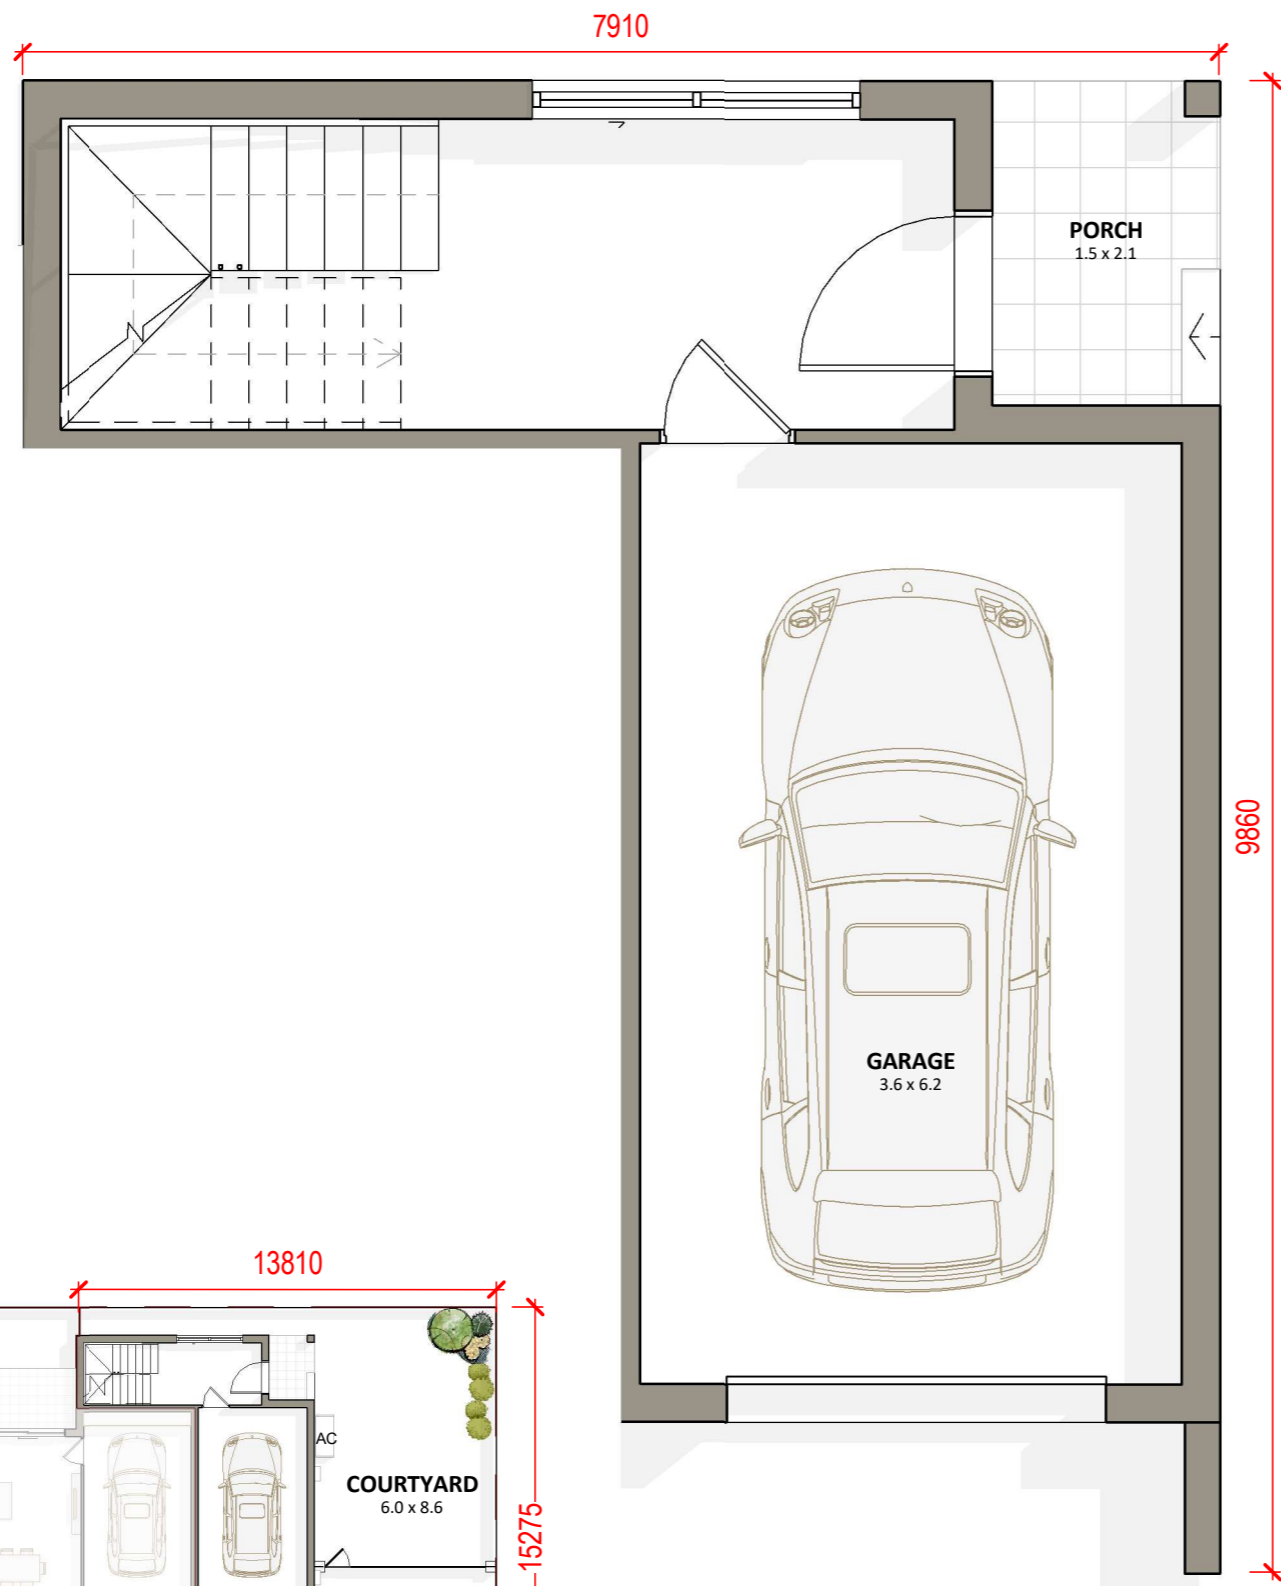 7910
PORCH
1.5 x 2.1
9860
GARAGE
3.6 x 6.2
13810
AC
COURTYARD
6.0 x 8.6
15275